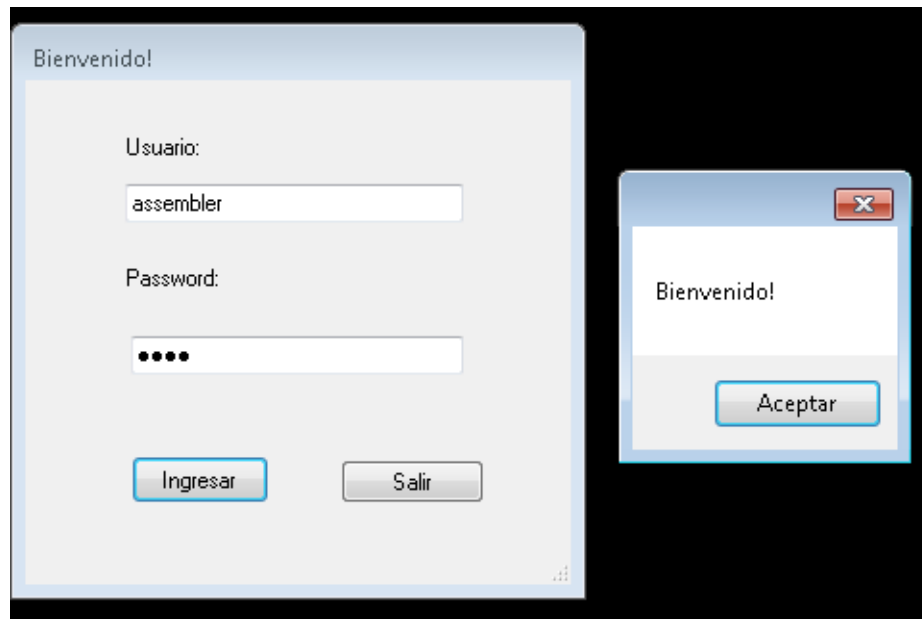 Bienvenido!
Usuario:
assembler
Password:
••••
Ingresar
Salir
Bienvenido!
Aceptar